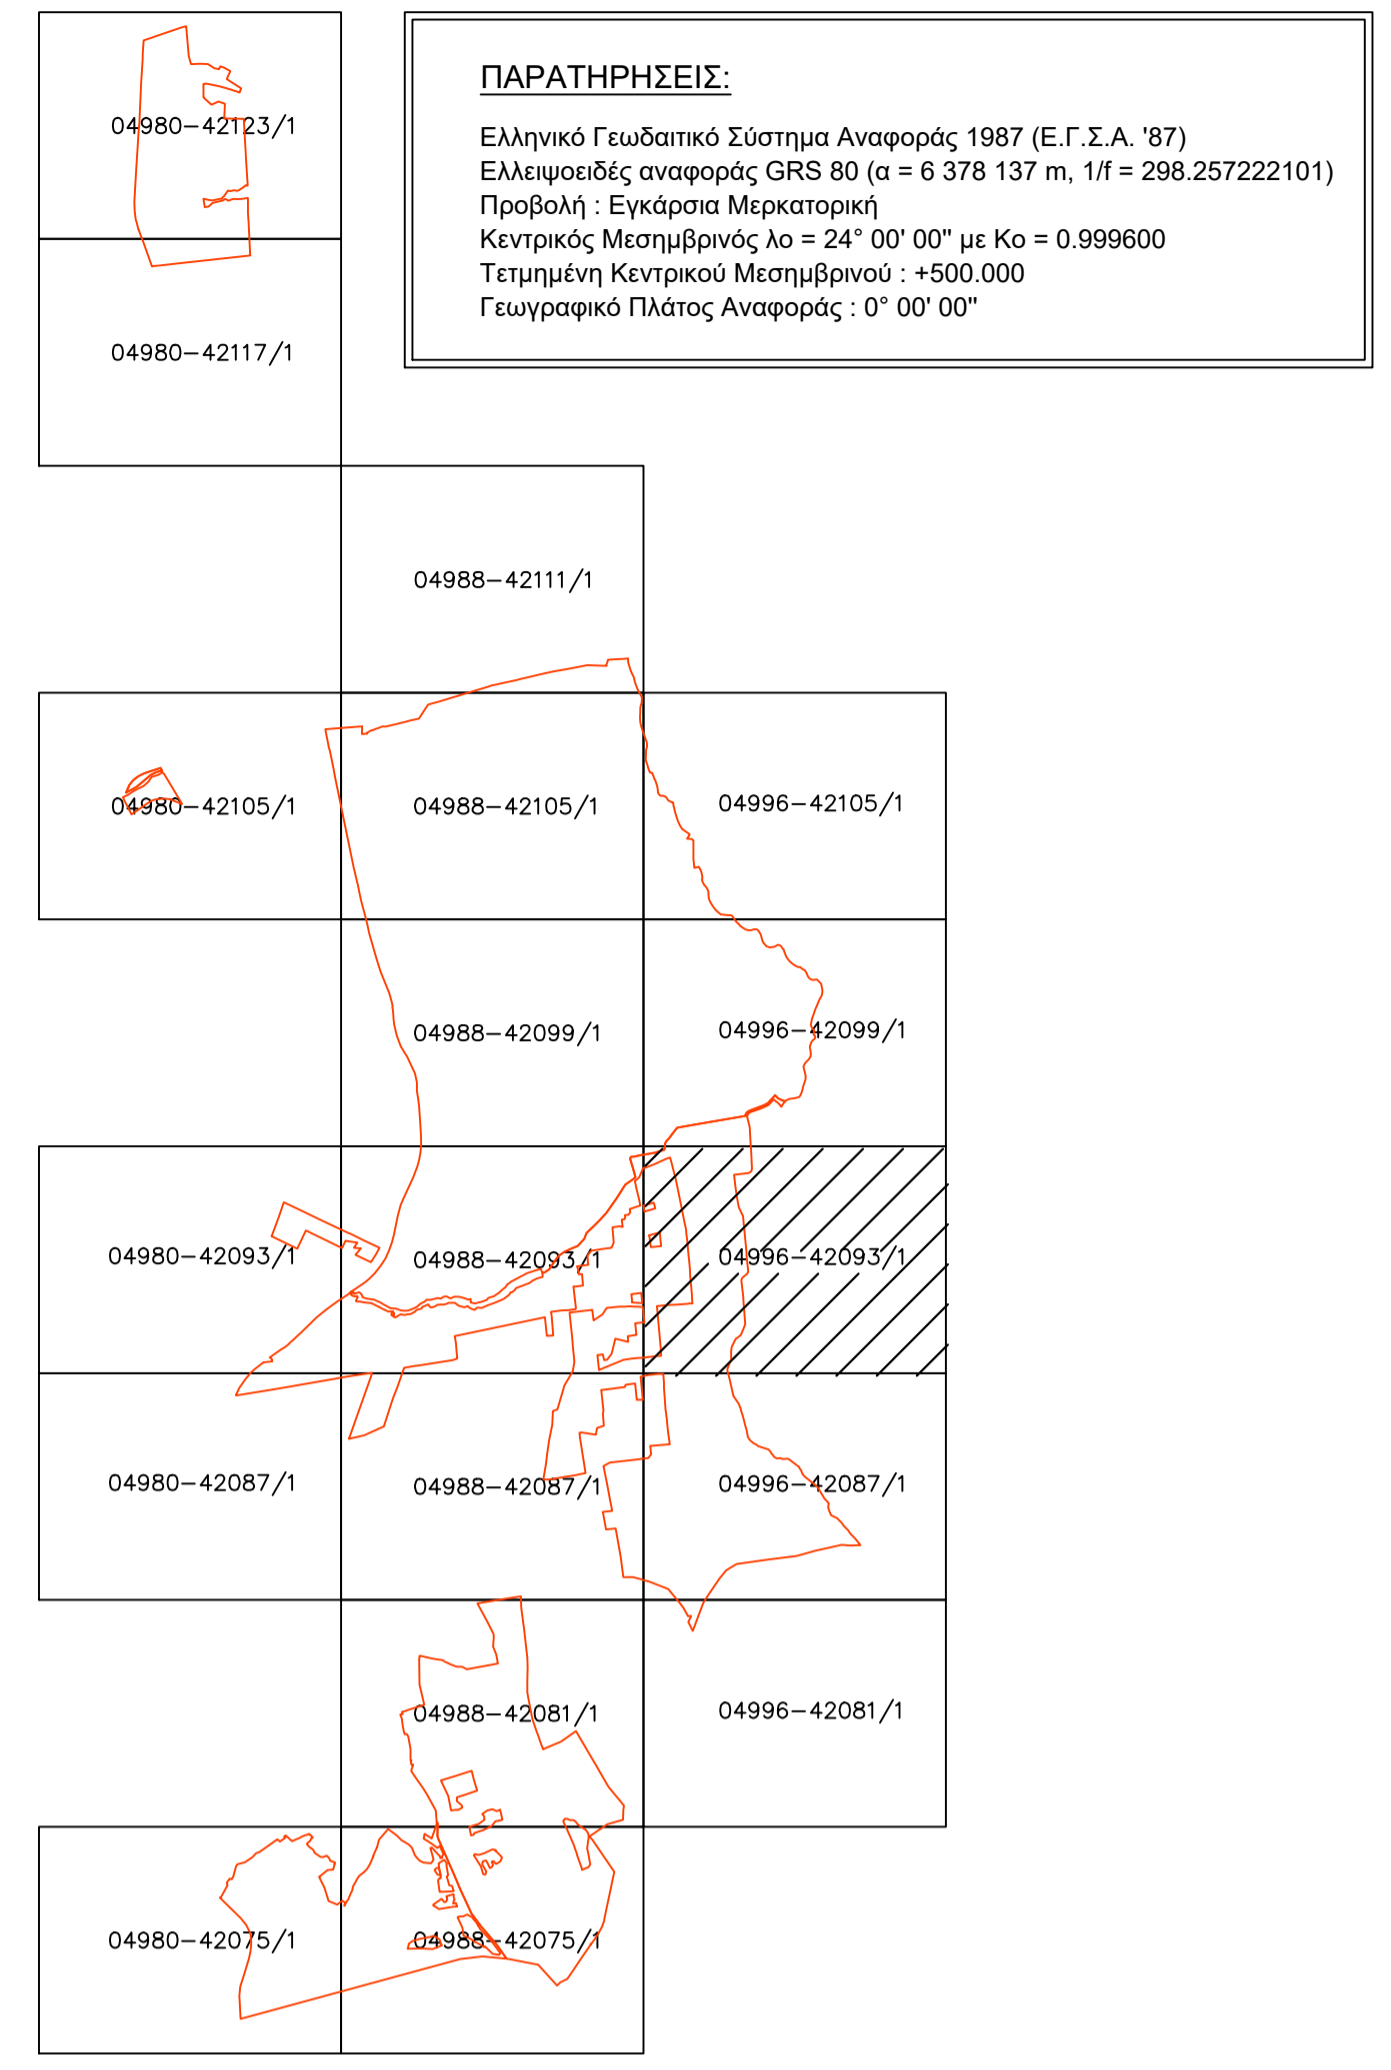 04980-42123/1
ΠΑΡΑΤΗΡΗΣΕΙΣ:
Ελληνικό Γεωδαιτικό Σύστημα Αναφοράς 1987 (Ε.Γ.Σ.Α. '87)
Ελλειψοειδές αναφοράς GRS 80 (α = 6 378 137 m, 1/f = 298.257222101)
Προβολή : Εγκάρσια Μερκατορική
Κεντρικός Μεσημβρινός λο = 24° 00' 00" με Κο = 0.999600
Τετμημένη Κεντρικού Μεσημβρινού : +500.000
Γεωγραφικό Πλάτος Αναφοράς : 0° 00' 00"
04980-42117/1
04988-42111/1
04980-42105/1
04988-42105/1
04996-42105/1
04988-42099/1
04996-42099/1
04980-42093/1
04988-42093/1
04996-42093/1
04980-42087/1
04988-42087/1
04996-42087/1
04988-42081/1
04996-42081/1
04980-42075/1
04988-42075/1